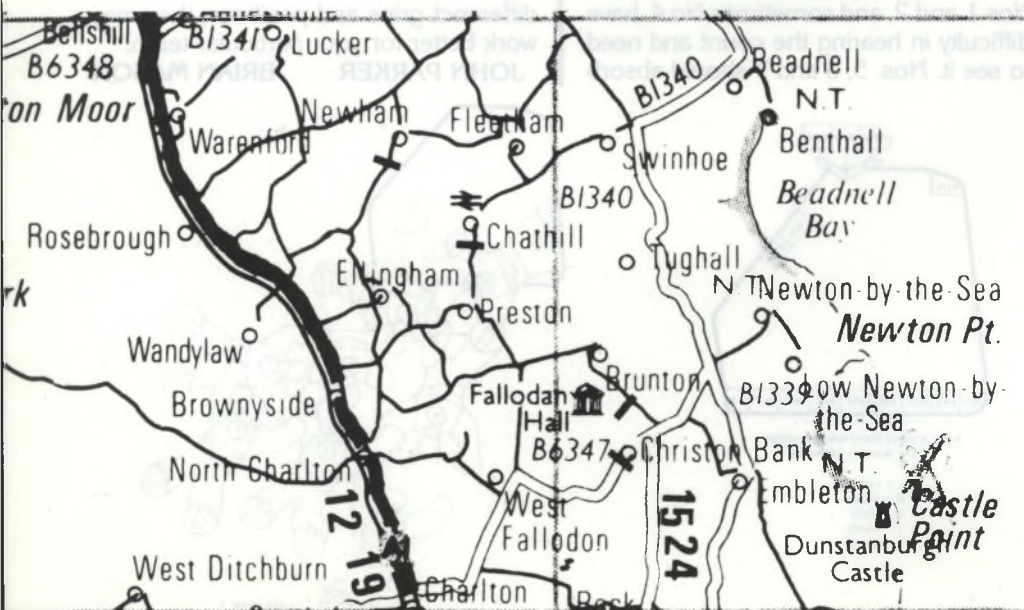 Bellshill
B1341
Lucker
B6348
B1340
Beadnell
ton Moor
Newham
Fleetham
N.T.
Warenford
Swinhoe
Benthall
B1340
Beadnell
Bay
Rosebrough
Chathill
Tughall
Ellingham
N T
Newton-by-the-Sea
rk
Preston
Newton Pt.
Wandylaw
Brunton
Brownyside
Fallodan
Hall
B1339
Low Newton-by-
the-Sea
B6347
Christon Bank
N.T.
North Charlton
12
West
Fallodon
15 24
Embleton
Castle
Point
Dunstanburgh
Castle
West Ditchburn
19
Charlton
Rock